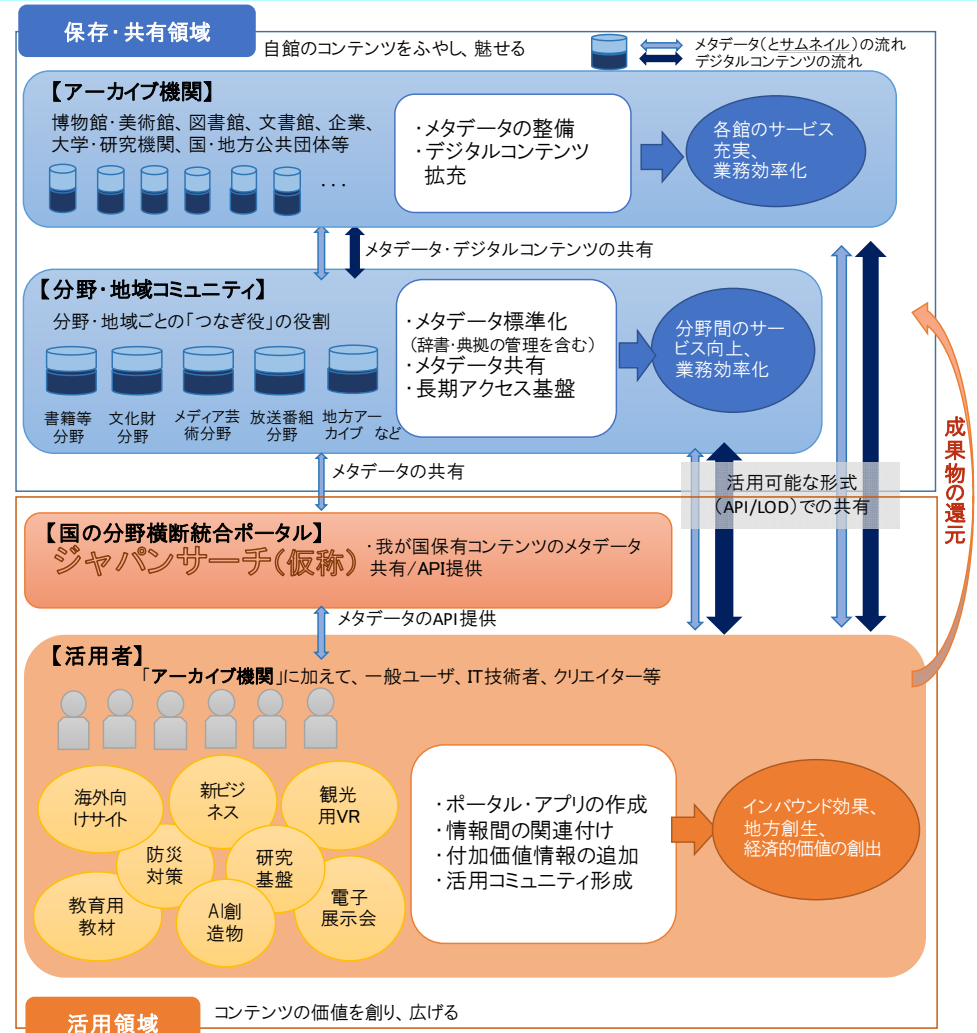 保存・共有領域
自館のコンテンツをふやし、魅せる
メタデータ(とサムネイル)の流れ
デジタルコンテンツの流れ
【アーカイブ機関】
博物館・美術館、図書館、文書館、企業、
大学・研究機関、国・地方公共団体等
・・・
・メタデータの整備
・デジタルコンテンツ
拡充
各館のサービス
充実、
業務効率化
メタデータ・デジタルコンテンツの共有
【分野・地域コミュニティ】
分野・地域ごとの「つなぎ役」の役割
書籍等
分野
文化財
分野
メディア芸
術分野
放送番組
分野
地方アー
カイブ など
・メタデータ標準化
(辞書・典拠の管理を含む)
・メタデータ共有
・長期アクセス基盤
分野間のサー
ビス向上、
業務効率化
メタデータの共有
活用可能な形式
(API/LOD)での共有
成果物の還元
【国の分野横断統合ポータル】
ジャパンサーチ(仮称)
・我が国保有コンテンツのメタデータ
共有/API提供
メタデータのAPI提供
【活用者】
「アーカイブ機関」に加えて、一般ユーザ、IT技術者、クリエイター等
海外向
けサイト
新ビジ
ネス
観光
用VR
防災
対策
研究
基盤
教育用
教材
AI創
造物
電子
展示会
・ポータル・アプリの作成
・情報間の関連付け
・付加価値情報の追加
・活用コミュニティ形成
インバウンド効果、
地方創生、
経済的価値の創出
活用領域
コンテンツの価値を創り、広げる